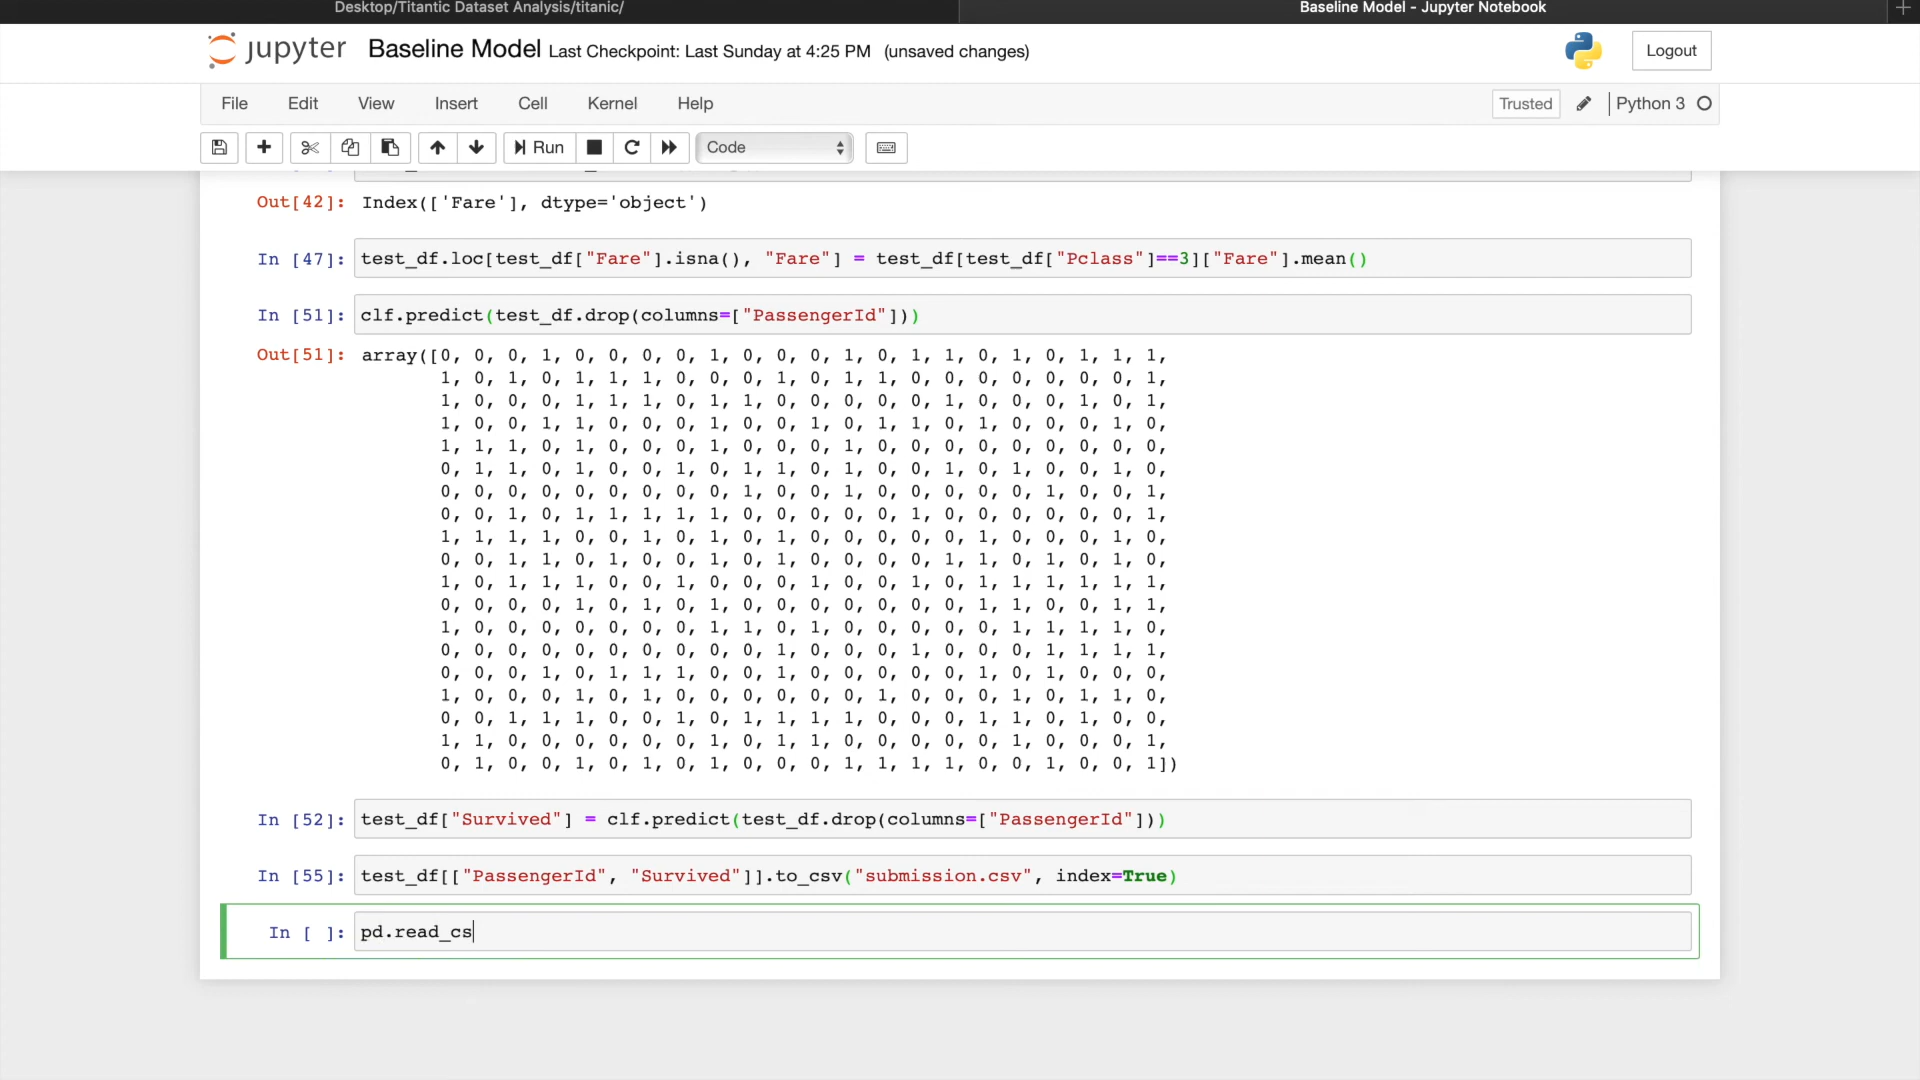 Desktop/Titantic Dataset Analysis/titanic/ Baseline Model - Jupyter Notebook
jupyter Baseline Model Last Checkpoint: Last Sunday at 4:25 PM (unsaved changes) Logout
File Edit View Insert Cell Kernel Help Trusted Python 3
Run Code
Out[42]: Index(['Fare'], dtype='object')
In [47]: test_df.loc[test_df["Fare"].isna(), "Fare"] = test_df[test_df["Pclass"]==3]["Fare"].mean()
In [51]: clf.predict(test_df.drop(columns=["PassengerId"]))
Out[51]: array([0, 0, 0, 1, 0, 0, 0, 0, 1, 0, 0, 0, 1, 0, 1, 1, 0, 1, 0, 1, 1, 1,
1, 0, 1, 0, 1, 1, 1, 0, 0, 0, 1, 0, 1, 1, 0, 0, 0, 0, 0, 0, 0, 1,
1, 0, 0, 0, 1, 1, 1, 0, 1, 1, 0, 0, 0, 0, 0, 1, 0, 0, 0, 1, 0, 1,
1, 0, 0, 1, 1, 0, 0, 0, 1, 0, 0, 1, 0, 1, 1, 0, 1, 0, 0, 0, 1, 0,
1, 1, 1, 0, 1, 0, 0, 0, 1, 0, 0, 0, 1, 0, 0, 0, 0, 0, 0, 0, 0, 0,
0, 1, 1, 0, 1, 0, 0, 1, 0, 1, 1, 0, 1, 0, 0, 1, 0, 1, 0, 0, 1, 0,
0, 0, 0, 0, 0, 0, 0, 0, 0, 1, 0, 0, 1, 0, 0, 0, 0, 0, 1, 0, 0, 1,
0, 0, 1, 0, 1, 1, 1, 1, 1, 0, 0, 0, 0, 0, 1, 0, 0, 0, 0, 0, 0, 1,
1, 1, 1, 1, 0, 0, 1, 0, 1, 0, 1, 0, 0, 0, 0, 0, 1, 0, 0, 0, 1, 0,
0, 0, 1, 1, 0, 1, 0, 0, 1, 0, 1, 0, 0, 0, 0, 1, 1, 0, 1, 0, 1, 0,
1, 0, 1, 1, 1, 0, 0, 1, 0, 0, 0, 1, 0, 0, 1, 0, 1, 1, 1, 1, 1, 1,
0, 0, 0, 0, 1, 0, 1, 0, 1, 0, 0, 0, 0, 0, 0, 0, 1, 1, 0, 0, 1, 1,
1, 0, 0, 0, 0, 0, 0, 0, 1, 1, 0, 1, 0, 0, 0, 0, 0, 1, 1, 1, 1, 0,
0, 0, 0, 0, 0, 0, 0, 0, 0, 0, 1, 0, 0, 0, 1, 0, 0, 0, 1, 1, 1, 1,
0, 0, 0, 1, 0, 1, 1, 1, 0, 0, 1, 0, 0, 0, 0, 0, 1, 0, 1, 0, 0, 0,
1, 0, 0, 0, 1, 0, 1, 0, 0, 0, 0, 0, 0, 1, 0, 0, 0, 1, 0, 1, 1, 0,
0, 0, 1, 1, 1, 0, 0, 1, 0, 1, 1, 1, 1, 0, 0, 0, 1, 1, 0, 1, 0, 0,
1, 1, 0, 0, 0, 0, 0, 0, 1, 0, 1, 1, 0, 0, 0, 0, 0, 1, 0, 0, 0, 1,
0, 1, 0, 0, 1, 0, 1, 0, 1, 0, 0, 0, 1, 1, 1, 1, 0, 0, 1, 0, 0, 1])
In [52]: test_df["Survived"] = clf.predict(test_df.drop(columns=["PassengerId"]))
In [55]: test_df[["PassengerId", "Survived"]].to_csv("submission.csv", index=True)
In [ ]: pd.read_cs